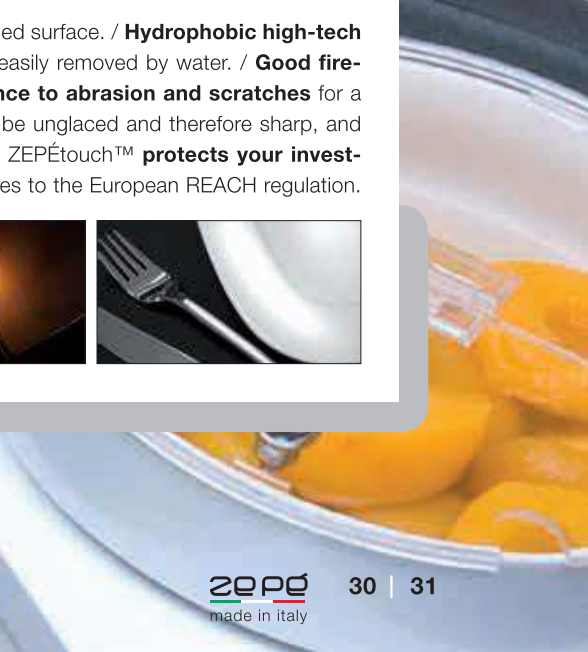 ed surface. / Hydrophobic high-tech
easily removed by water. / Good fire-
nce to abrasion and scratches for a
be unglaced and therefore sharp, and
ZEPÉtouch™ protects your invest-
es to the European REACH regulation.
zepé
made in italy
30 | 31